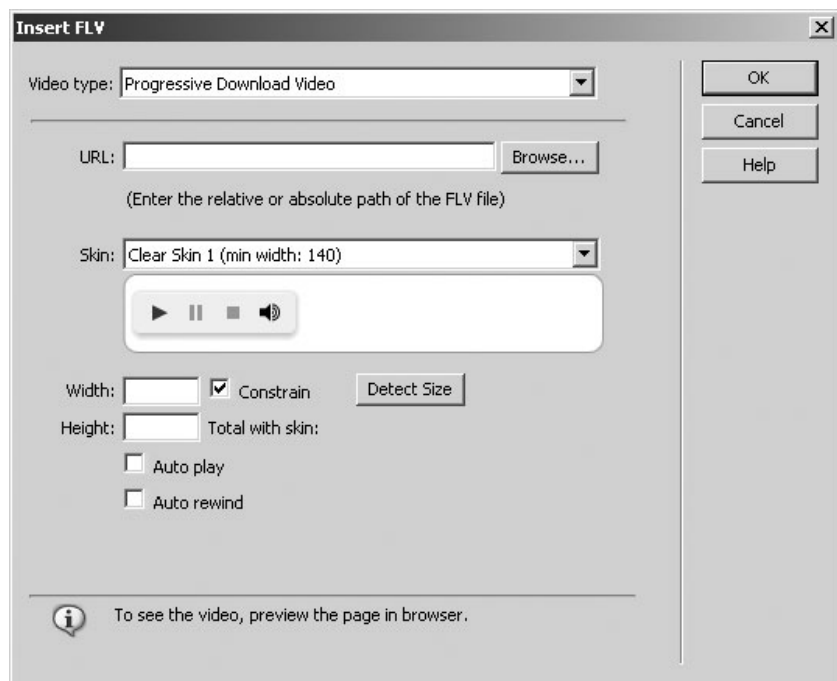 Insert FLV
Video type: Progressive Download Video
OK
Cancel
Help
URL: Browse...
(Enter the relative or absolute path of the FLV file)
Skin: Clear Skin 1 (min width: 140)
Width: Constrain Detect Size
Height: Total with skin:
Auto play
Auto rewind
To see the video, preview the page in browser.